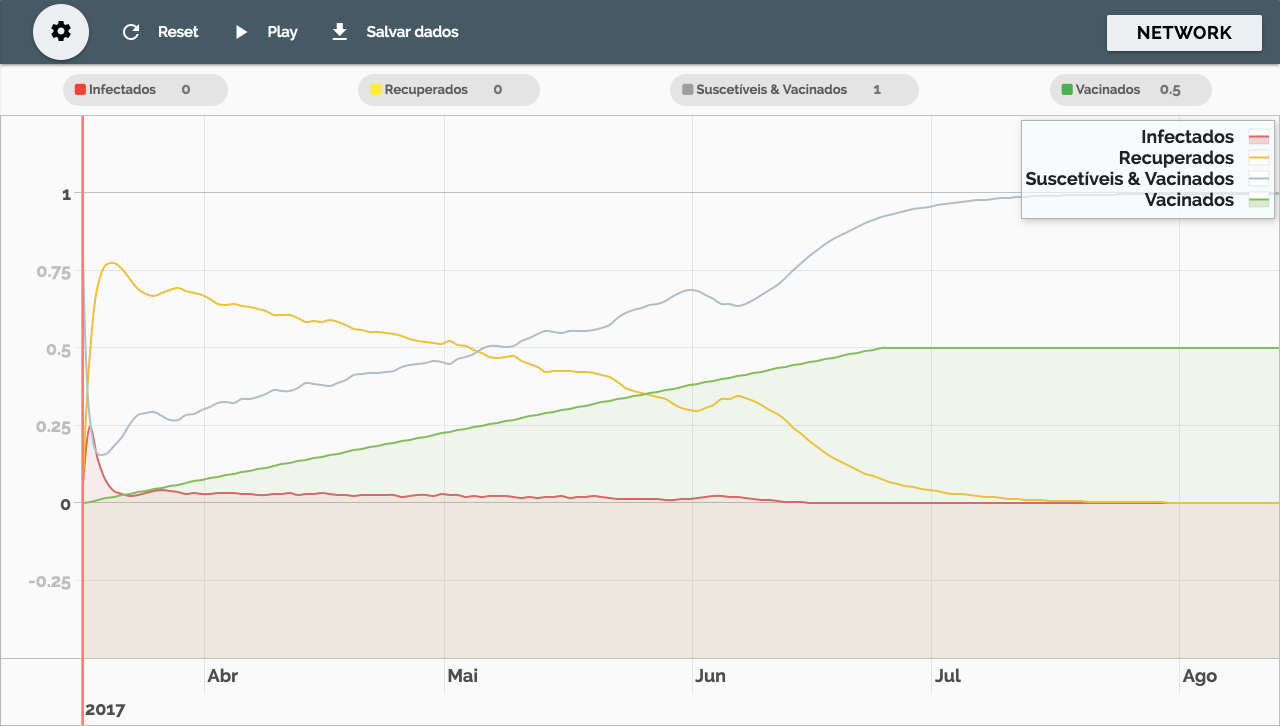 Reset Play Salvar dados NETWORK
Infectados 0 Recuperados 0 Suscetíveis & Vacinados 1 Vacinados 0.5
Infectados
Recuperados
Suscetíveis & Vacinados
Vacinados
1
0.75
0.5
0.25
0
-0.25
Abr Mai Jun Jul Ago
2017